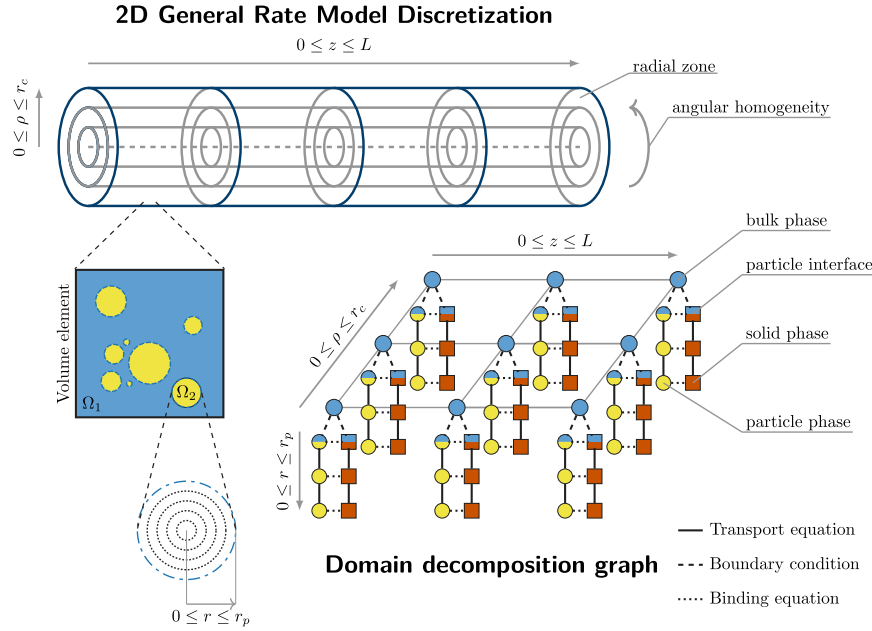 2D General Rate Model Discretization
0 ≤ z ≤ L
radial zone
0 ≤ ρ ≤ r_c
angular homogeneity
bulk phase
0 ≤ z ≤ L
particle interface
Volume element
0 ≤ ρ ≤ r_c
solid phase
Ω₂
Ω₁
particle phase
0 ≤ r ≤ r_p
Transport equation
Domain decomposition graph
Boundary condition
Binding equation
0 ≤ r ≤ r_p